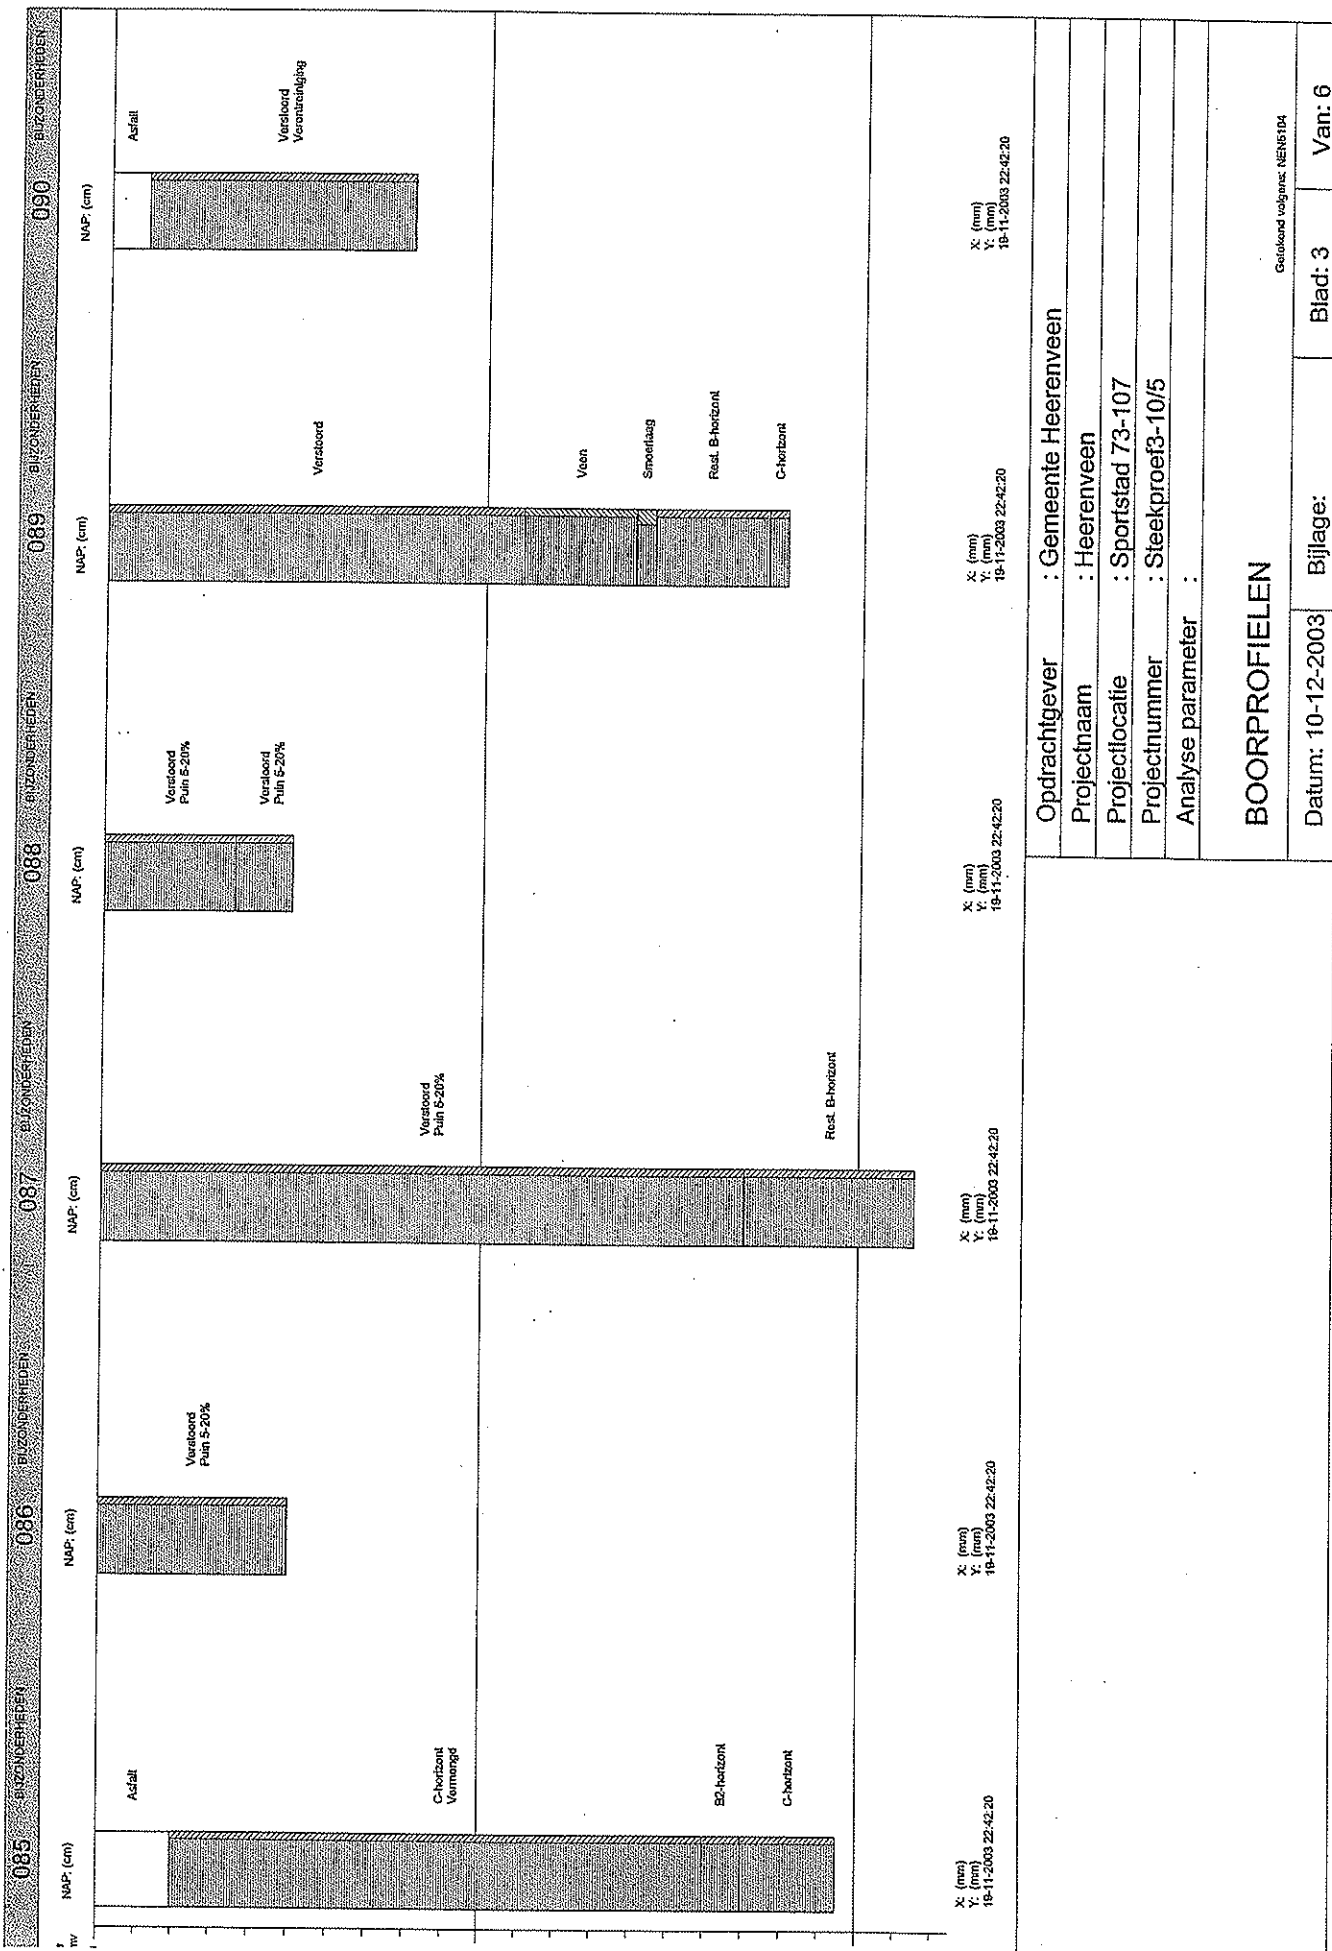 085 BIJZONDERHEDEN 086 BIJZONDERHEDEN 087 BIJZONDERHEDEN 088 BIJZONDERHEDEN 089 BIJZONDERHEDEN 090 BIJZONDERHEDEN
NAP: (cm)
NAP: (cm)
NAP: (cm)
NAP: (cm)
NAP: (cm)
NAP: (cm)
mv
Asfalt
C-horizont
Vermengd
B2-horizont
C-horizont
Verstoord
Puin 5-20%
Verstoord
Puin 5-20%
Rest. B-horizont
Verstoord
Puin 5-20%
Verstoord
Puin 5-20%
Verstoord
Veen
Smeerlaag
Rest. B-horizont
C-horizont
Asfalt
Verstoord
Verontreiniging
X: (mm)
Y: (mm)
19-11-2003 22:42:20
X: (mm)
Y: (mm)
19-11-2003 22:42:20
X: (mm)
Y: (mm)
19-11-2003 22:42:20
X: (mm)
Y: (mm)
19-11-2003 22:42:20
X: (mm)
Y: (mm)
19-11-2003 22:42:20
X: (mm)
Y: (mm)
19-11-2003 22:42:20
Opdrachtgever : Gemeente Heerenveen
Projectnaam : Heerenveen
Projectlocatie : Sportstad 73-107
Projectnummer : Steekproef3-10/5
Analyse parameter :
BOORPROFIELEN
Getekend volgens: NEN5104
Datum: 10-12-2003 Bijlage: Blad: 3 Van: 6